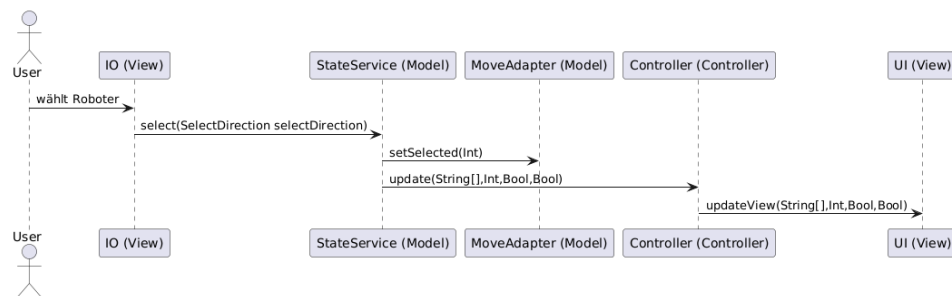 User
IO (View)
StateService (Model)
MoveAdapter (Model)
Controller (Controller)
UI (View)
wählt Roboter
select(SelectDirection selectDirection)
setSelected(Int)
update(String[],Int,Bool,Bool)
updateView(String[],Int,Bool,Bool)
User
IO (View)
StateService (Model)
MoveAdapter (Model)
Controller (Controller)
UI (View)